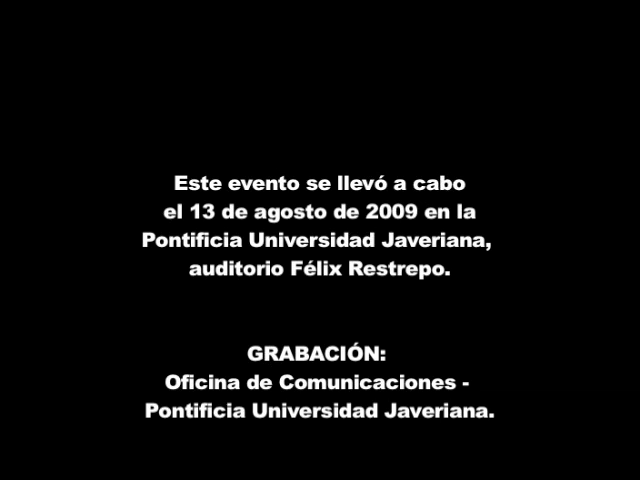 Este evento se llevó a cabo
el 13 de agosto de 2009 en la
Pontificia Universidad Javeriana,
auditorio Félix Restrepo.
GRABACIÓN:
Oficina de Comunicaciones -
Pontificia Universidad Javeriana.